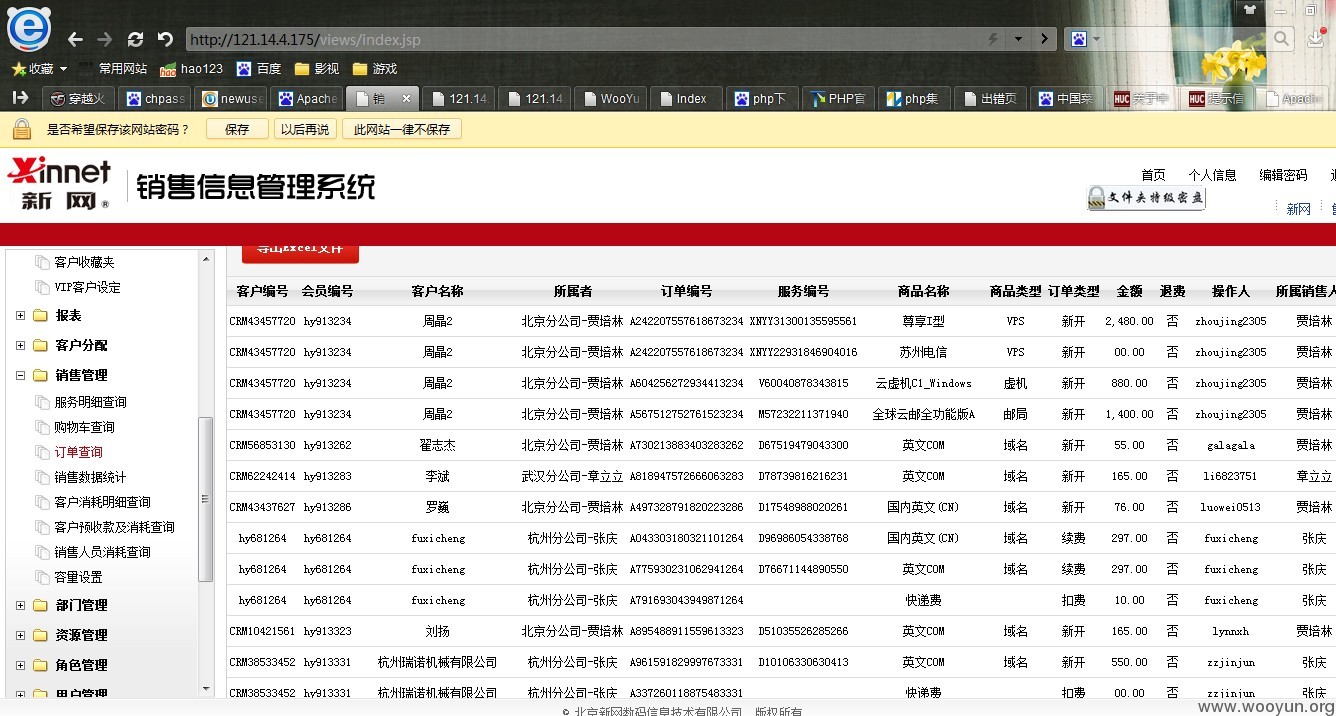 http://121.14.4.175/views/index.jsp
收藏 常用网站 hao123 百度 影视 游戏
穿越火 chpass newuse Apache 销 121.14 121.14 WooYu Index php下 PHP官 php集 出错页 中国菜 关于中 提示信 Apach
是否希望保存该网站密码？ 保存 以后再说 此网站一律不保存
Xinnet 新网® 销售信息管理系统
首页 个人信息 编辑密码
文件夹特级密盘
新网
导出Excel文件
客户收藏夹
VIP客户设定
报表
客户分配
销售管理
服务明细查询
购物车查询
订单查询
销售数据统计
客户消耗明细查询
客户预收款及消耗查询
销售人员消耗查询
容量设置
部门管理
资源管理
角色管理
用户管理
客户编号 会员编号 客户名称 所属者 订单编号 服务编号 商品名称 商品类型 订单类型 金额 退费 操作人 所属销售人
CRM43457720 hy913234 周晶2 北京分公司-贾培林 A242207557618673234 XNYY31300135595561 尊享I型 VPS 新开 2,480.00 否 zhoujing2305 贾培林
CRM43457720 hy913234 周晶2 北京分公司-贾培林 A242207557618673234 XNYY22931846904016 苏州电信 VPS 新开 00.00 否 zhoujing2305 贾培林
CRM43457720 hy913234 周晶2 北京分公司-贾培林 A604256272934413234 V60040878343815 云虚机C1_Windows 虚机 新开 880.00 否 zhoujing2305 贾培林
CRM43457720 hy913234 周晶2 北京分公司-贾培林 A567512752761523234 M57232211371940 全球云邮全功能版A 邮局 新开 1,400.00 否 zhoujing2305 贾培林
CRM56853130 hy913262 翟志杰 北京分公司-贾培林 A730213883403283262 D67519479043300 英文COM 域名 新开 55.00 否 galagala 贾培林
CRM62242414 hy913283 李斌 武汉分公司-章立立 A818947572666063283 D78739816216231 英文COM 域名 新开 165.00 否 li6823751 章立立
CRM43437627 hy913286 罗巍 北京分公司-贾培林 A497328791820223286 D17548988020261 国内英文(CN) 域名 新开 76.00 否 luowei0513 贾培林
hy681264 hy681264 fuxicheng 杭州分公司-张庆 A043303180321101264 D96986054338768 国内英文(CN) 域名 续费 297.00 否 fuxicheng 张庆
hy681264 hy681264 fuxicheng 杭州分公司-张庆 A775930231062941264 D76671144890550 英文COM 域名 续费 297.00 否 fuxicheng 张庆
hy681264 hy681264 fuxicheng 杭州分公司-张庆 A791693043949871264 快递费 扣费 10.00 否 fuxicheng 张庆
CRM10421561 hy913323 刘扬 北京分公司-贾培林 A895488911559613323 D51035526285266 英文COM 域名 新开 165.00 否 lynnxh 贾培林
CRM38533452 hy913331 杭州瑞诺机械有限公司 杭州分公司-张庆 A961591829997673331 D10106330630413 英文COM 域名 新开 550.00 否 zzjinjun 张庆
CRM38533452 hy913331 杭州瑞诺机械有限公司 杭州分公司-张庆 A337260118875483331 快递费 扣费 00.00 否 zzjinjun 张庆
© 北京新网数码信息技术有限公司 版权所有
www.wooyun.org